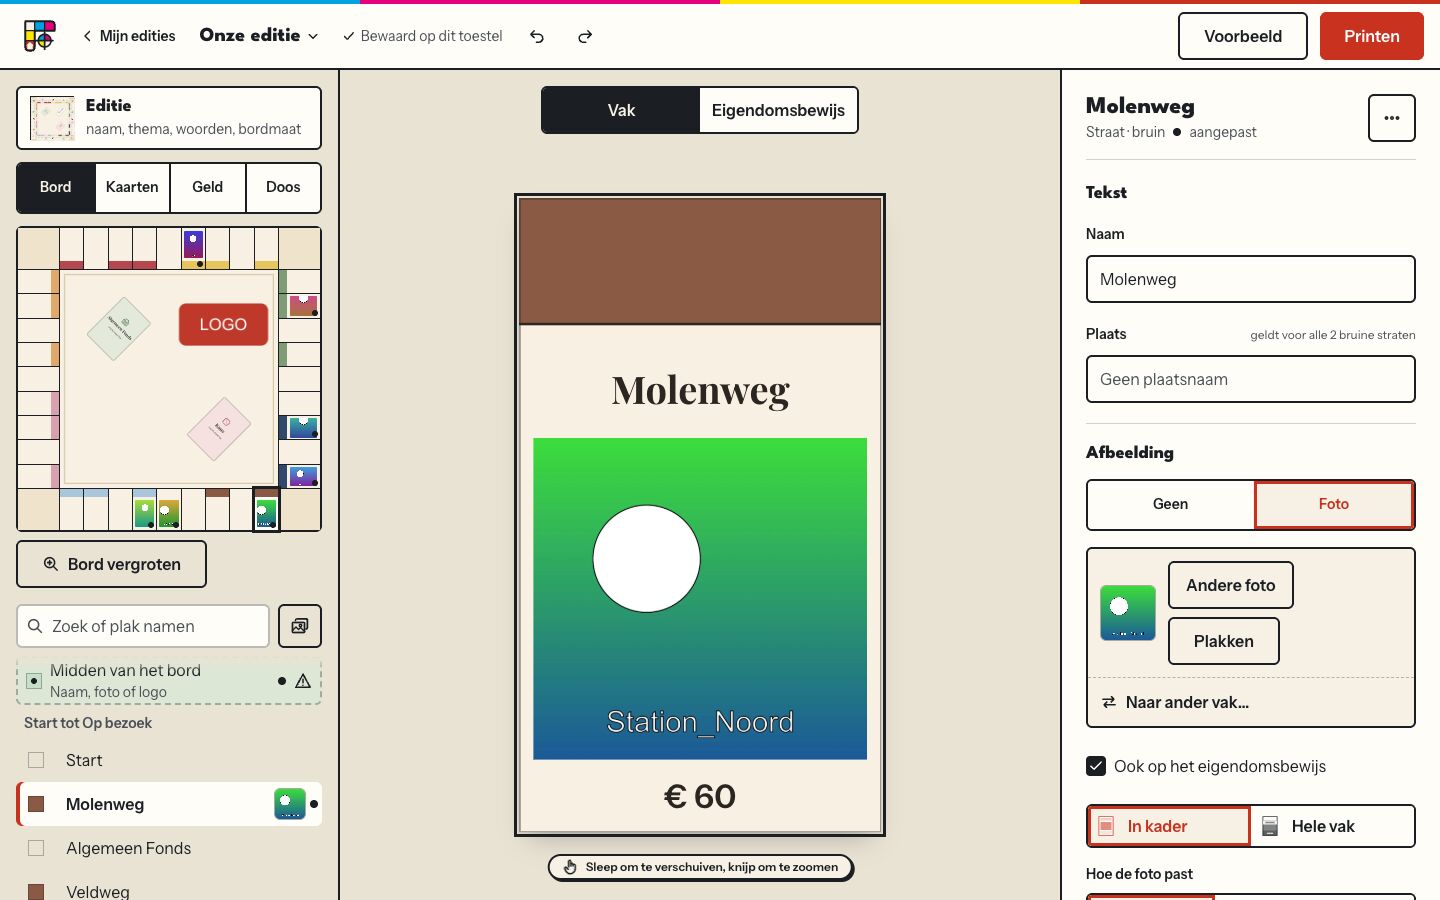 Mijn edities
Onze editie
Bewaard op dit toestel
Voorbeeld
Printen
Editie
naam, thema, woorden, bordmaat
Bord
Kaarten
Geld
Doos
LOGO
Bord vergroten
Zoek of plak namen
Midden van het bord
Naam, foto of logo
Start tot Op bezoek
Start
Molenweg
Algemeen Fonds
Veldweg
Vak
Eigendomsbewijs
Molenweg
Station_Noord
€ 60
Sleep om te verschuiven, knijp om te zoomen
Molenweg
Straat · bruin ● aangepast
Tekst
Naam
Molenweg
Plaats
geldt voor alle 2 bruine straten
Geen plaatsnaam
Afbeelding
Geen
Foto
Andere foto
Plakken
Naar ander vak...
Ook op het eigendomsbewijs
In kader
Hele vak
Hoe de foto past